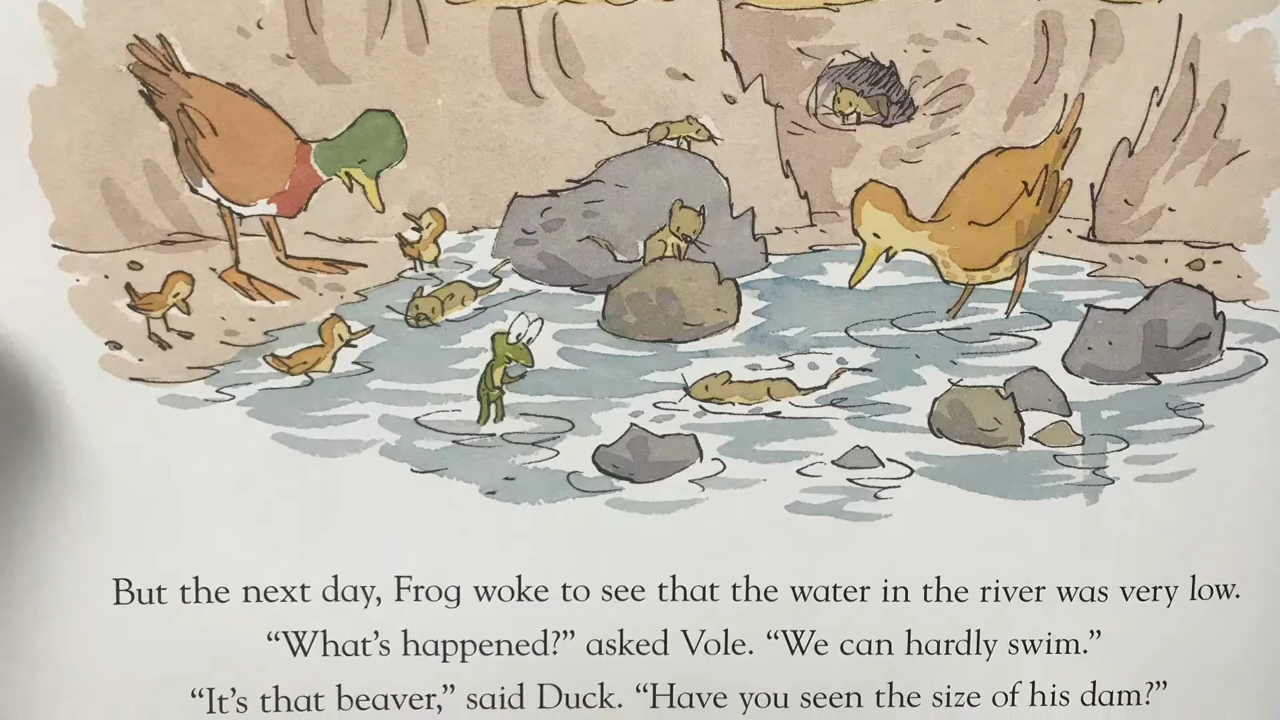 But the next day, Frog woke to see that the water in the river was very low.
“What’s happened?” asked Vole. “We can hardly swim.”
“It’s that beaver,” said Duck. “Have you seen the size of his dam?”